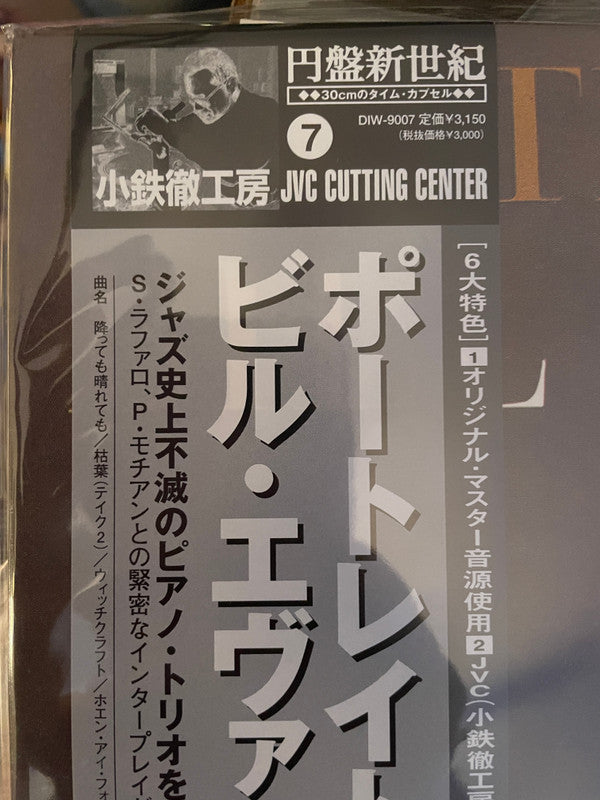 円盤新世紀
◆◆30cmのタイム・カプセル◆◆
7
DIW-9007 定価¥3,150
(税抜価格¥3,000)
小鉄徹工房 JVC CUTTING CENTER
[6大特色] 1 オリジナル・マスター音源使用 2 JVC(小鉄徹工房
ポートレイト
ビル・エヴァ
ジャズ史上不滅のピアノ・トリオを
S・ラファロ、P・モチアンとの緊密なインタープレイ
曲名 降っても晴れても/枯葉(テイク2)/ウィッチクラフト/ホエン・アイ・フォ
T
L